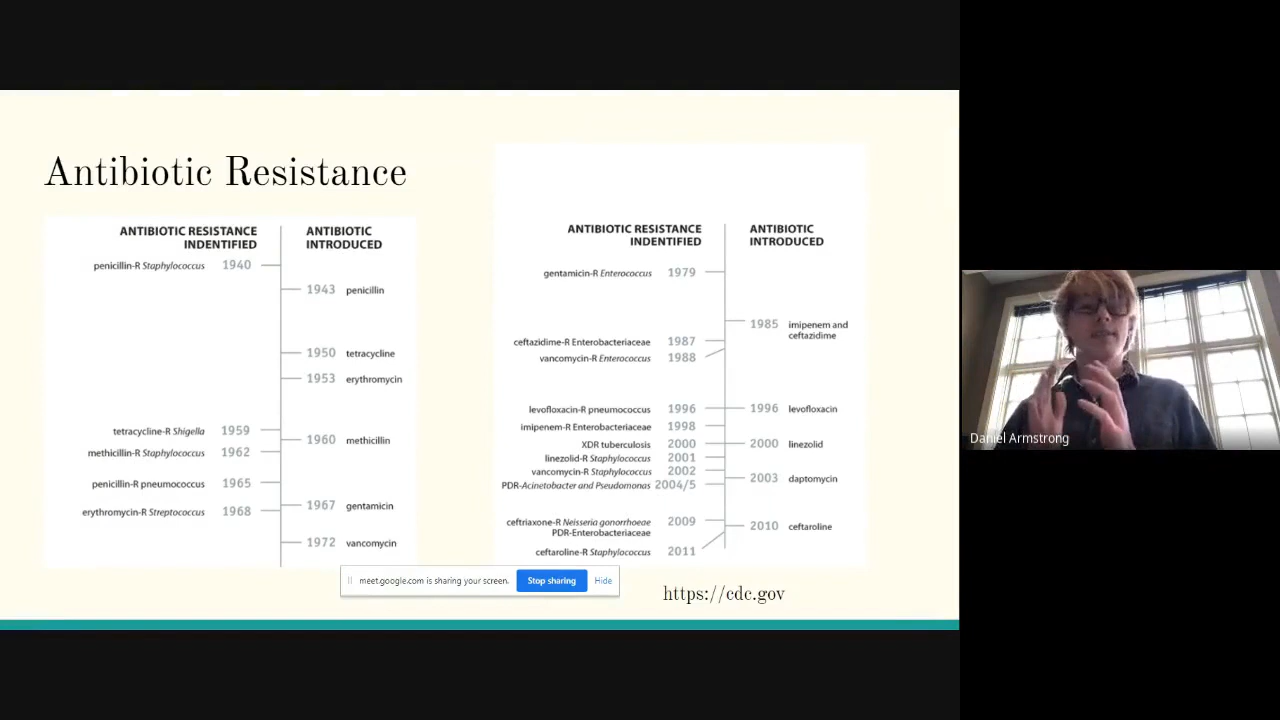 Antibiotic Resistance
ANTIBIOTIC RESISTANCE
INDENTIFIED
ANTIBIOTIC
INTRODUCED
penicillin-R Staphylococcus 1940
1943 penicillin
1950 tetracycline
1953 erythromycin
tetracycline-R Shigella 1959
1960 methicillin
methicillin-R Staphylococcus 1962
penicillin-R pneumococcus 1965
1967 gentamicin
erythromycin-R Streptococcus 1968
1972 vancomycin
ANTIBIOTIC RESISTANCE
INDENTIFIED
ANTIBIOTIC
INTRODUCED
gentamicin-R Enterococcus 1979
1985 imipenem and
ceftazidime
ceftazidime-R Enterobacteriaceae 1987
vancomycin-R Enterococcus 1988
levofloxacin-R pneumococcus 1996
1996 levofloxacin
imipenem-R Enterobacteriaceae 1998
XDR tuberculosis 2000
2000 linezolid
linezolid-R Staphylococcus 2001
vancomycin-R Staphylococcus 2002
2003 daptomycin
PDR-Acinetobacter and Pseudomonas 2004/5
ceftriaxone-R Neisseria gonorrhoeae 2009
PDR-Enterobacteriaceae
2010 ceftaroline
ceftaroline-R Staphylococcus 2011
meet.google.com is sharing your screen. Stop sharing Hide
https://cdc.gov
Daniel Armstrong